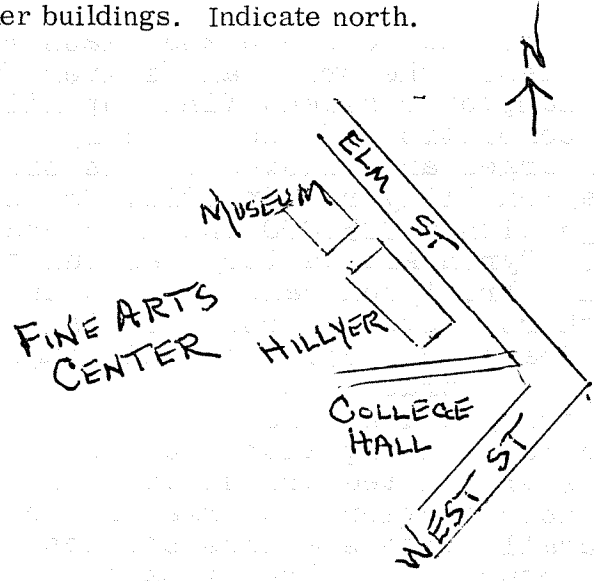 er buildings. Indicate north.
N
ELM ST
MUSEUM
FINE ARTS
CENTER
HILLYER
COLLEGE
HALL
WEST ST